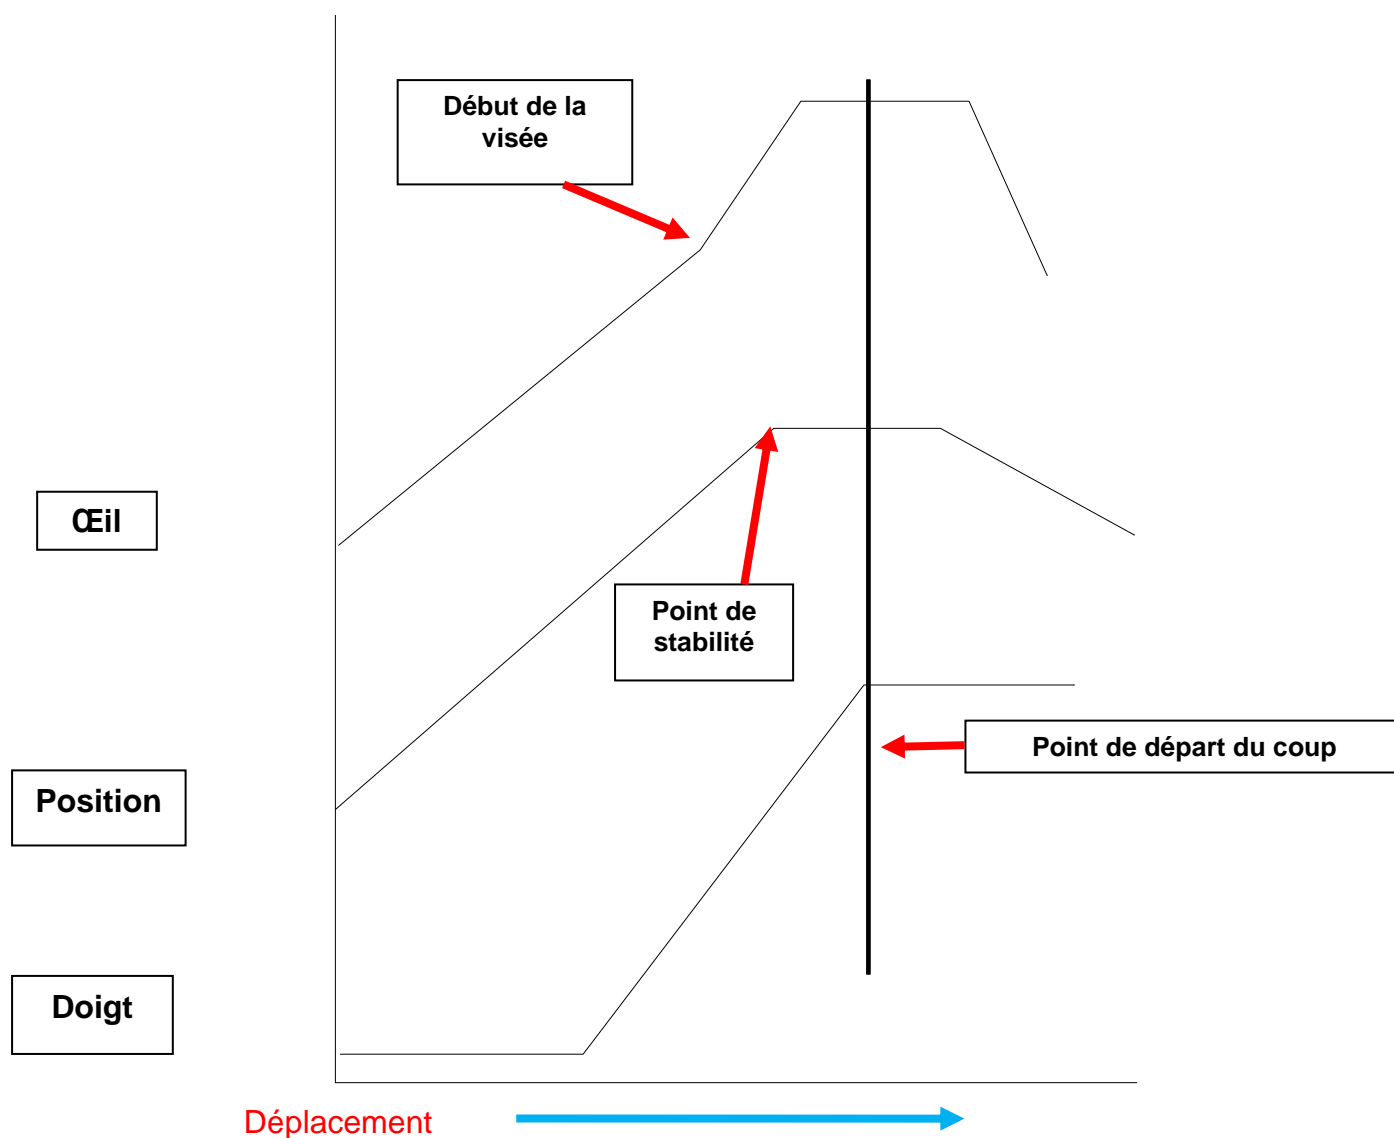 Début de la
visée
Œil
Point de
stabilité
Point de départ du coup
Position
Doigt
Déplacement